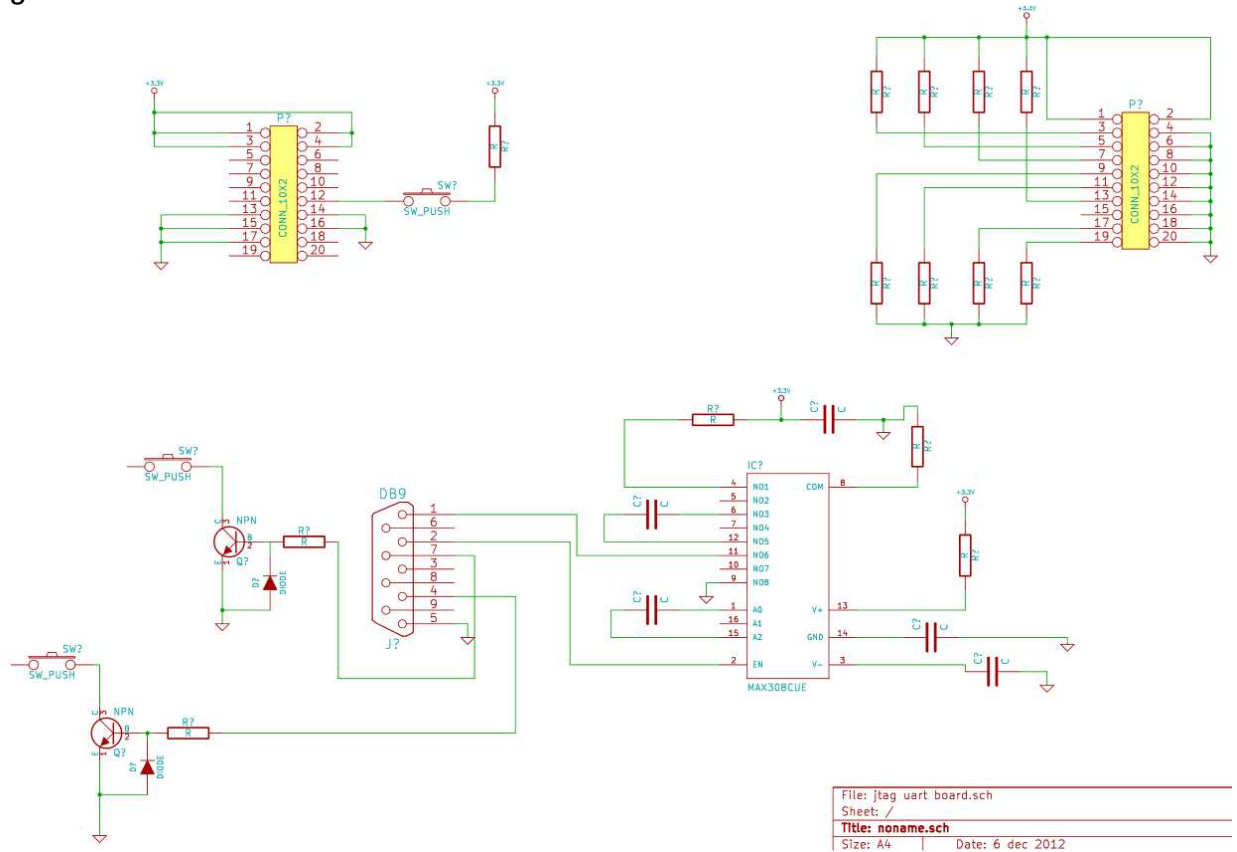 +3.3V
P?
1 2
3 4
5 6
7 8
9 10
11 12
13 14
15 16
17 18
19 20
CONN_10X2
SW?
SW_PUSH
+3.3V
R
R?
+3.3V
R
R?
R
R?
R
R?
R
R?
P?
1 2
3 4
5 6
7 8
9 10
11 12
13 14
15 16
17 18
19 20
CONN_10X2
R
R?
R
R?
R
R?
R
R?
SW?
SW_PUSH
C
3
NPN
B
2
E
1
Q?
D?
DIODE
R?
R
SW?
SW_PUSH
C
3
NPN
B
2
E
1
Q?
D?
DIODE
R?
R
DB9
1
6
2
7
3
8
4
9
5
J?
R?
R
+3.3V
C?
C
R
R?
IC?
4 NO1 COM 8
5 NO2
6 NO3
7 NO4
12 NO5
11 NO6
10 NO7
9 NO8
1 A0 V+ 13
16 A1
15 A2 GND 14
2 EN V- 3
MAX308CUE
C?
C
C?
C
+3.3V
R
R?
C?
C
C?
C
File: jtag uart board.sch
Sheet: /
Title: noname.sch
Size: A4 Date: 6 dec 2012